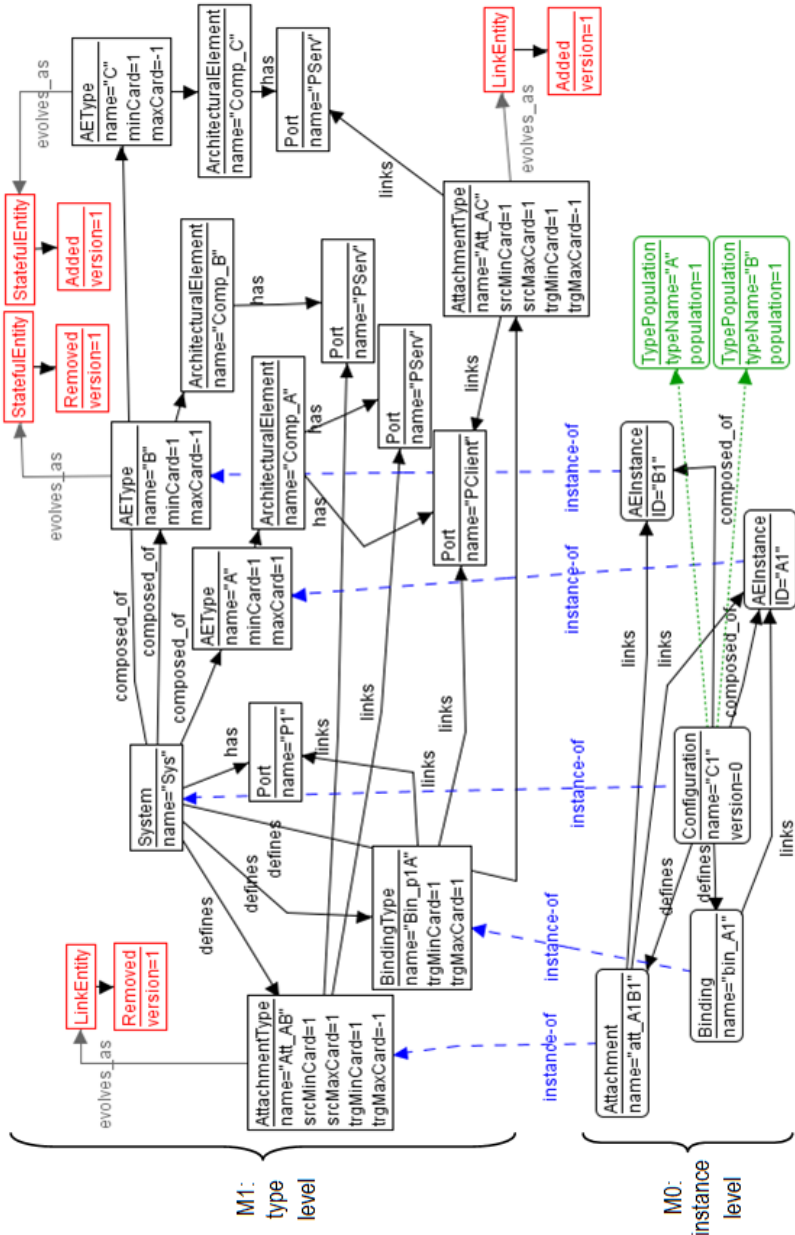 M1:
type
level
LinkEntity
Removed
version=1
evolves_as
AttachmentType
name="Att_AB"
srcMinCard=1
srcMaxCard=1
trgMinCard=1
trgMaxCard=-1
System
name="Sys"
defines
defines
defines
has
composed_of
composed_of
composed_of
BindingType
name="Bin_p1A"
trgMinCard=1
trgMaxCard=1
Port
name="P1"
links
links
links
links
AEType
name="A"
minCard=1
maxCard=1
StatefulEntity
Removed
version=1
evolves_as
AEType
name="B"
minCard=1
maxCard=-1
ArchitecturalElement
name="Comp_A"
has
has
Port
name="PClient"
Port
name="PServ"
ArchitecturalElement
name="Comp_B"
has
Port
name="PServ"
StatefulEntity
Added
version=1
evolves_as
AEType
name="C"
minCard=1
maxCard=-1
ArchitecturalElement
name="Comp_C"
has
Port
name="PServ"
links
links
AttachmentType
name="Att_AC"
srcMinCard=1
srcMaxCard=1
trgMinCard=1
trgMaxCard=-1
evolves_as
LinkEntity
Added
version=1
instance-of
instance-of
instance-of
instance-of
instance-of
M0:
instance
level
Attachment
name="att_A1B1"
Binding
name="bin_A1"
defines
defines
Configuration
name="C1"
version=0
links
links
links
composed_of
composed_of
AEInstance
ID="B1"
AEInstance
ID="A1"
TypePopulation
typeName="A"
population=1
TypePopulation
typeName="B"
population=1